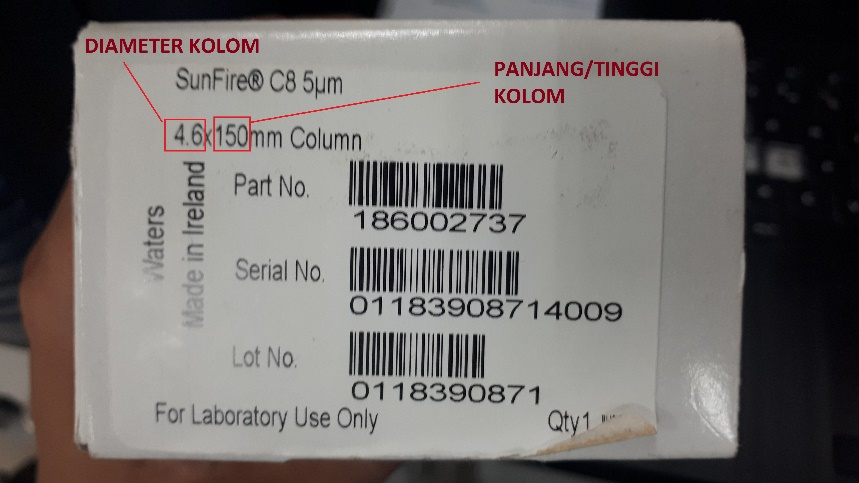 DIAMETER KOLOM
PANJANG/TINGGI
KOLOM
SunFire® C8 5µm
4.6x150mm Column
Waters
Made in Ireland
Part No.
186002737
Serial No.
01183908714009
Lot No.
0118390871
For Laboratory Use Only
Qty1